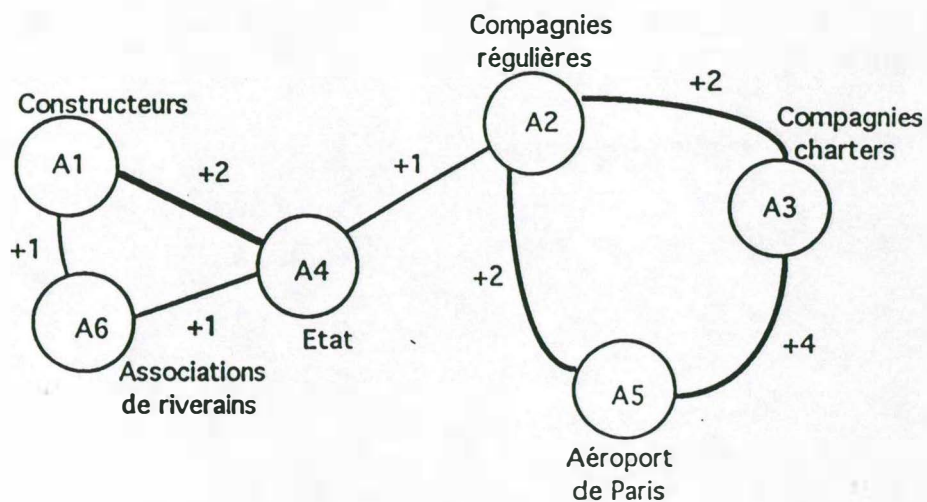 Compagnies
régulières
+2
Constructeurs
A2
Compagnies
charters
A1
+2
+1
A3
+1
A4
+2
A6
+1
Etat
+4
Associations
de riverains
A5
Aéroport
de Paris